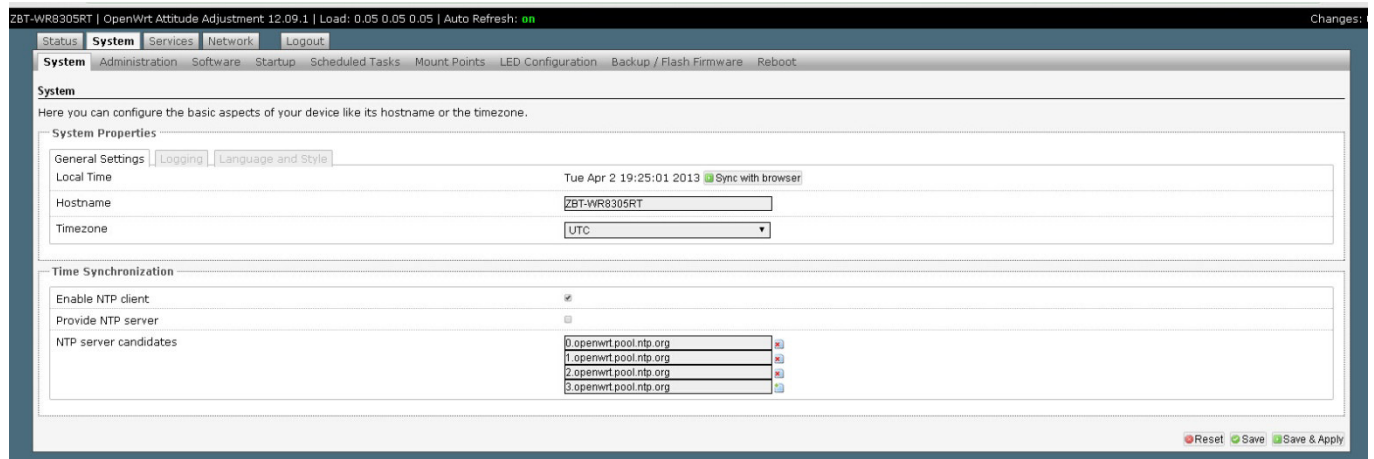 ZBT-WR8305RT | OpenWrt Attitude Adjustment 12.09.1 | Load: 0.05 0.05 0.05 | Auto Refresh: on Changes:
Status System Services Network Logout
System Administration Software Startup Scheduled Tasks Mount Points LED Configuration Backup / Flash Firmware Reboot
System
Here you can configure the basic aspects of your device like its hostname or the timezone.
System Properties
General Settings Logging Language and Style
Local Time Tue Apr 2 19:25:01 2013 Sync with browser
Hostname ZBT-WR8305RT
Timezone UTC
Time Synchronization
Enable NTP client
Provide NTP server
NTP server candidates 0.openwrt.pool.ntp.org
1.openwrt.pool.ntp.org
2.openwrt.pool.ntp.org
3.openwrt.pool.ntp.org
Reset Save Save & Apply